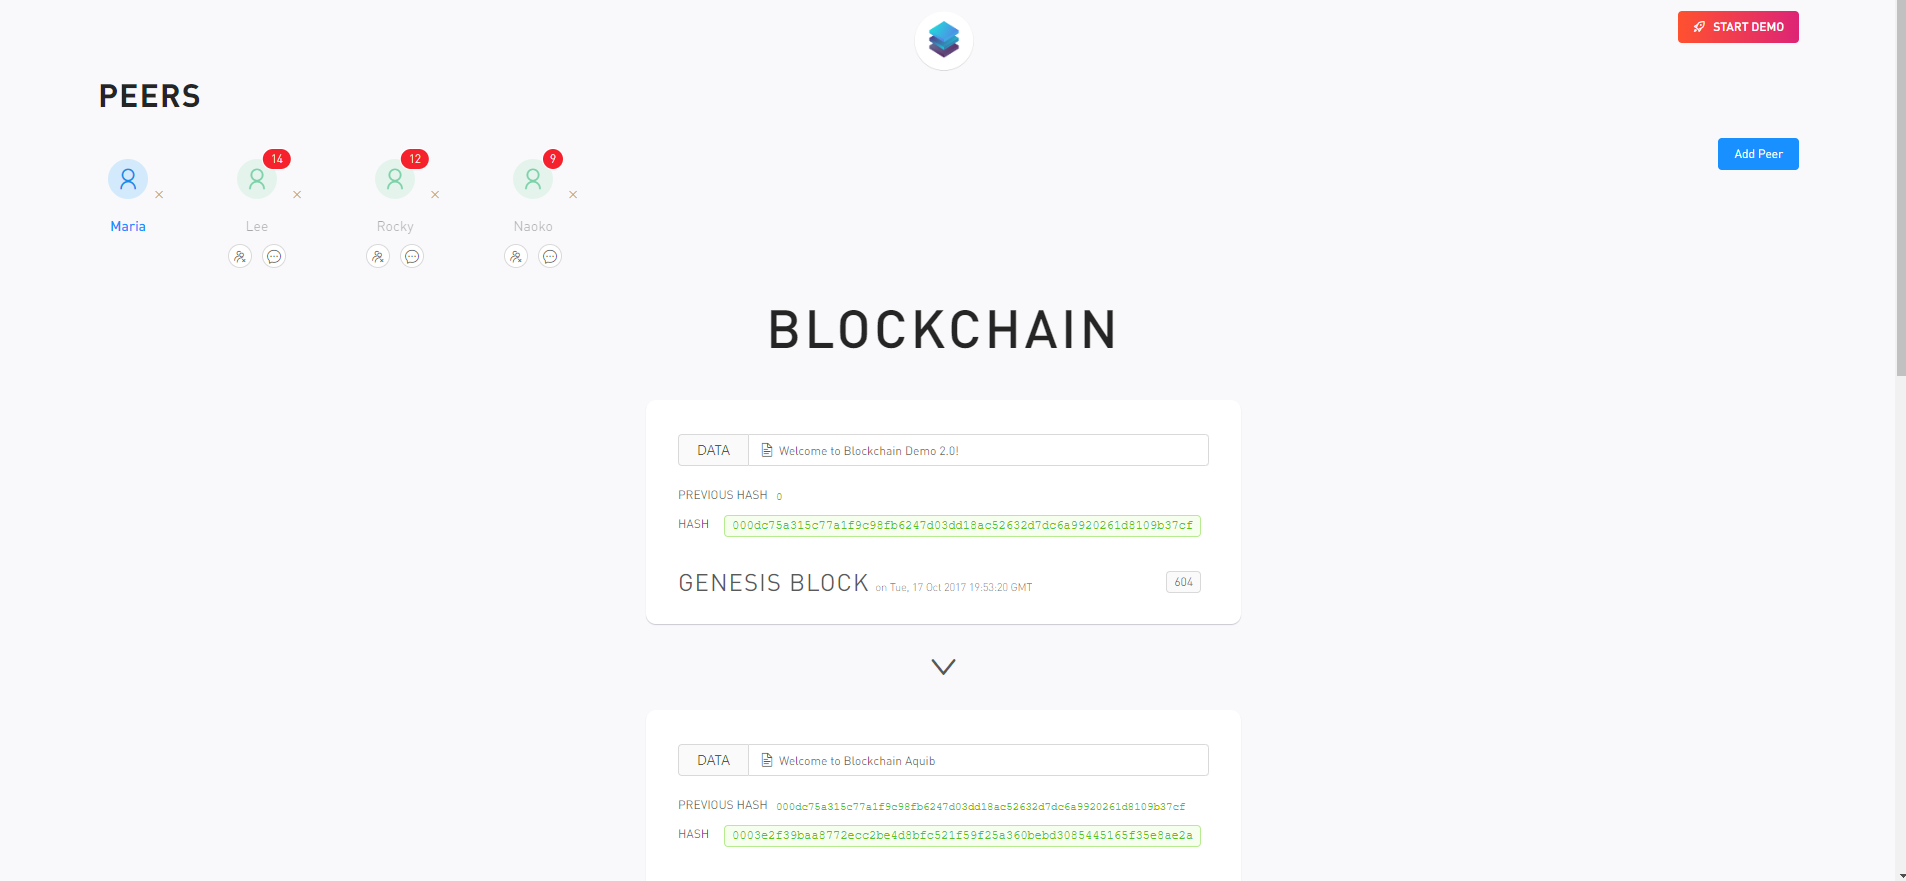 START DEMO
PEERS
14
12
9
Add Peer
Maria
Lee
Rocky
Naoko
BLOCKCHAIN
DATA
Welcome to Blockchain Demo 2.0!
PREVIOUS HASH 0
HASH 000dc75a315c77a1f9c98fb6247d03dd18ac52632d7dc6a9920261d8109b37cf
GENESIS BLOCK on Tue, 17 Oct 2017 19:53:20 GMT
604
DATA
Welcome to Blockchain Aquib
PREVIOUS HASH 000dc75a315c77a1f9c98fb6247d03dd18ac52632d7dc6a9920261d8109b37cf
HASH 0003e2f39baa8772ecc2be4d8bfc521f59f25a360bebd3085445165f35e8ae2a